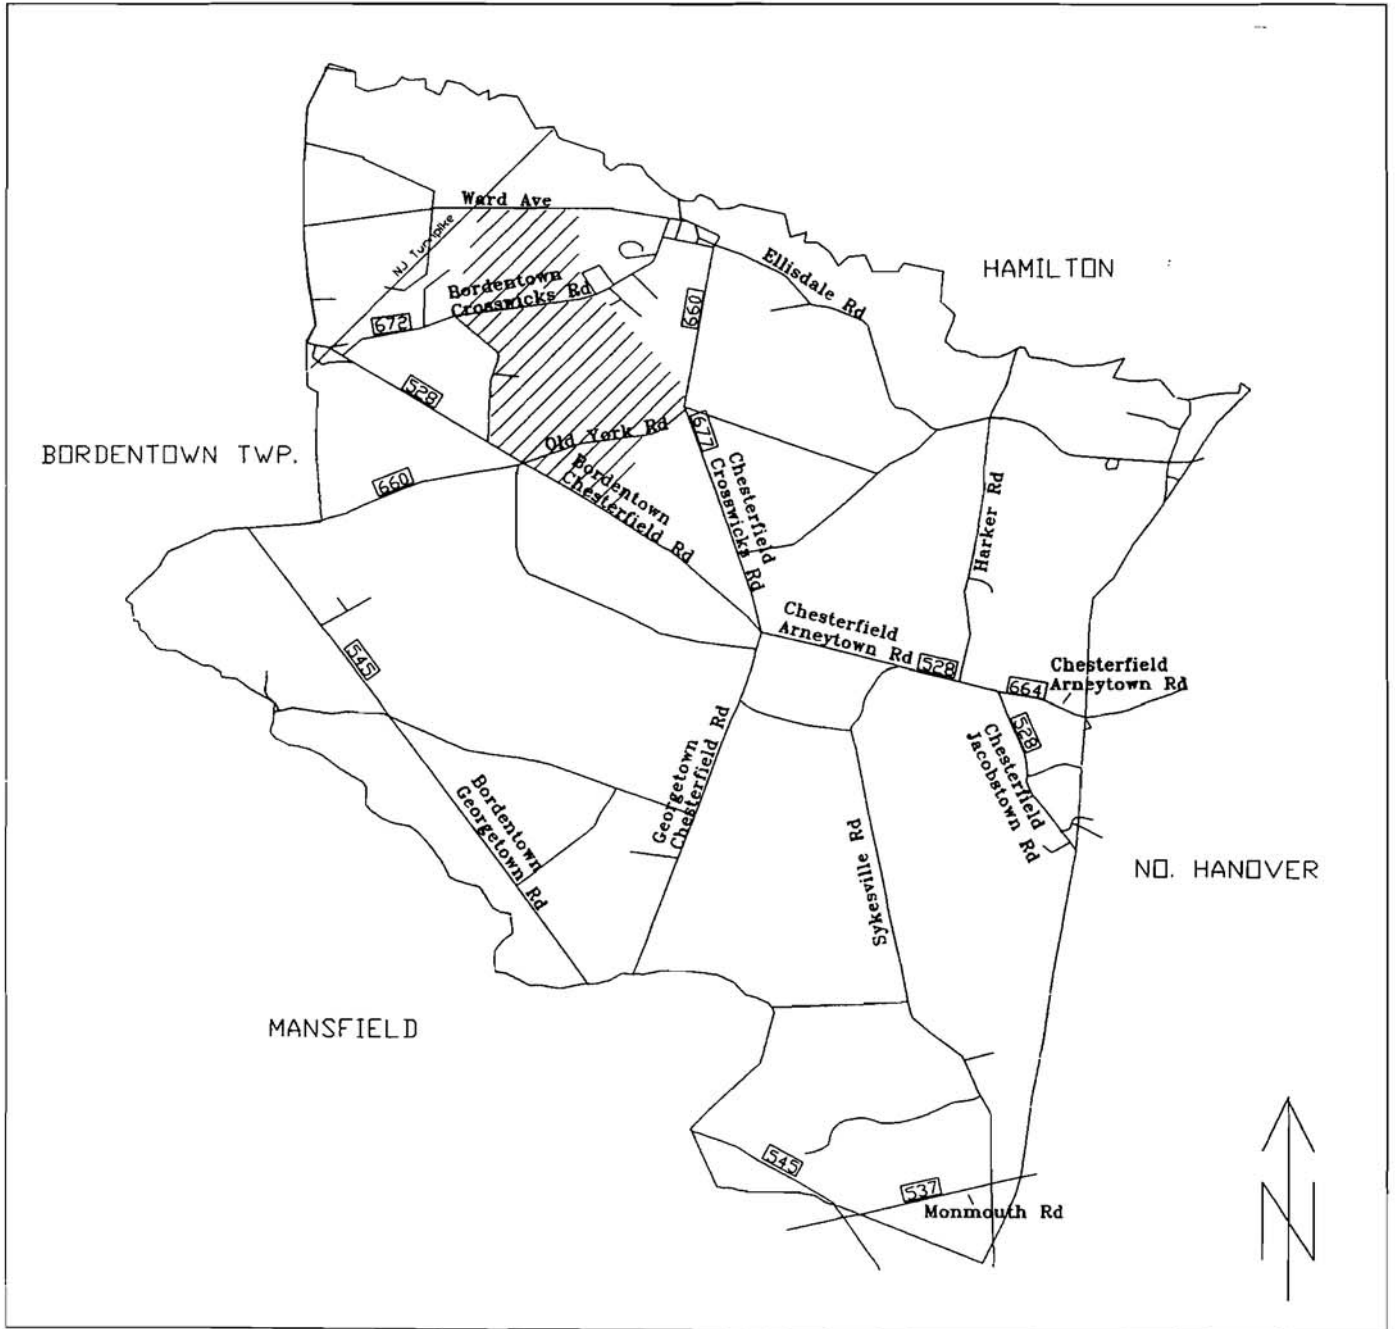 Ward Ave
NJ Turnpike
HAMILTON
Ellisdale Rd
Bordentown
Crosswicks Rd
660
672
528
677
Old York Rd
BORDENTOWN TWP.
660
Bordentown
Chesterfield Rd
Chesterfield
Crosswicks Rd
Harker Rd
Chesterfield
Arneytown Rd
528
664
Chesterfield
Arneytown Rd
545
528
Chesterfield
Jacobstown Rd
Georgetown
Chesterfield Rd
Bordentown
Georgetown Rd
Sykesville Rd
NO. HANOVER
MANSFIELD
545
537
Monmouth Rd
N